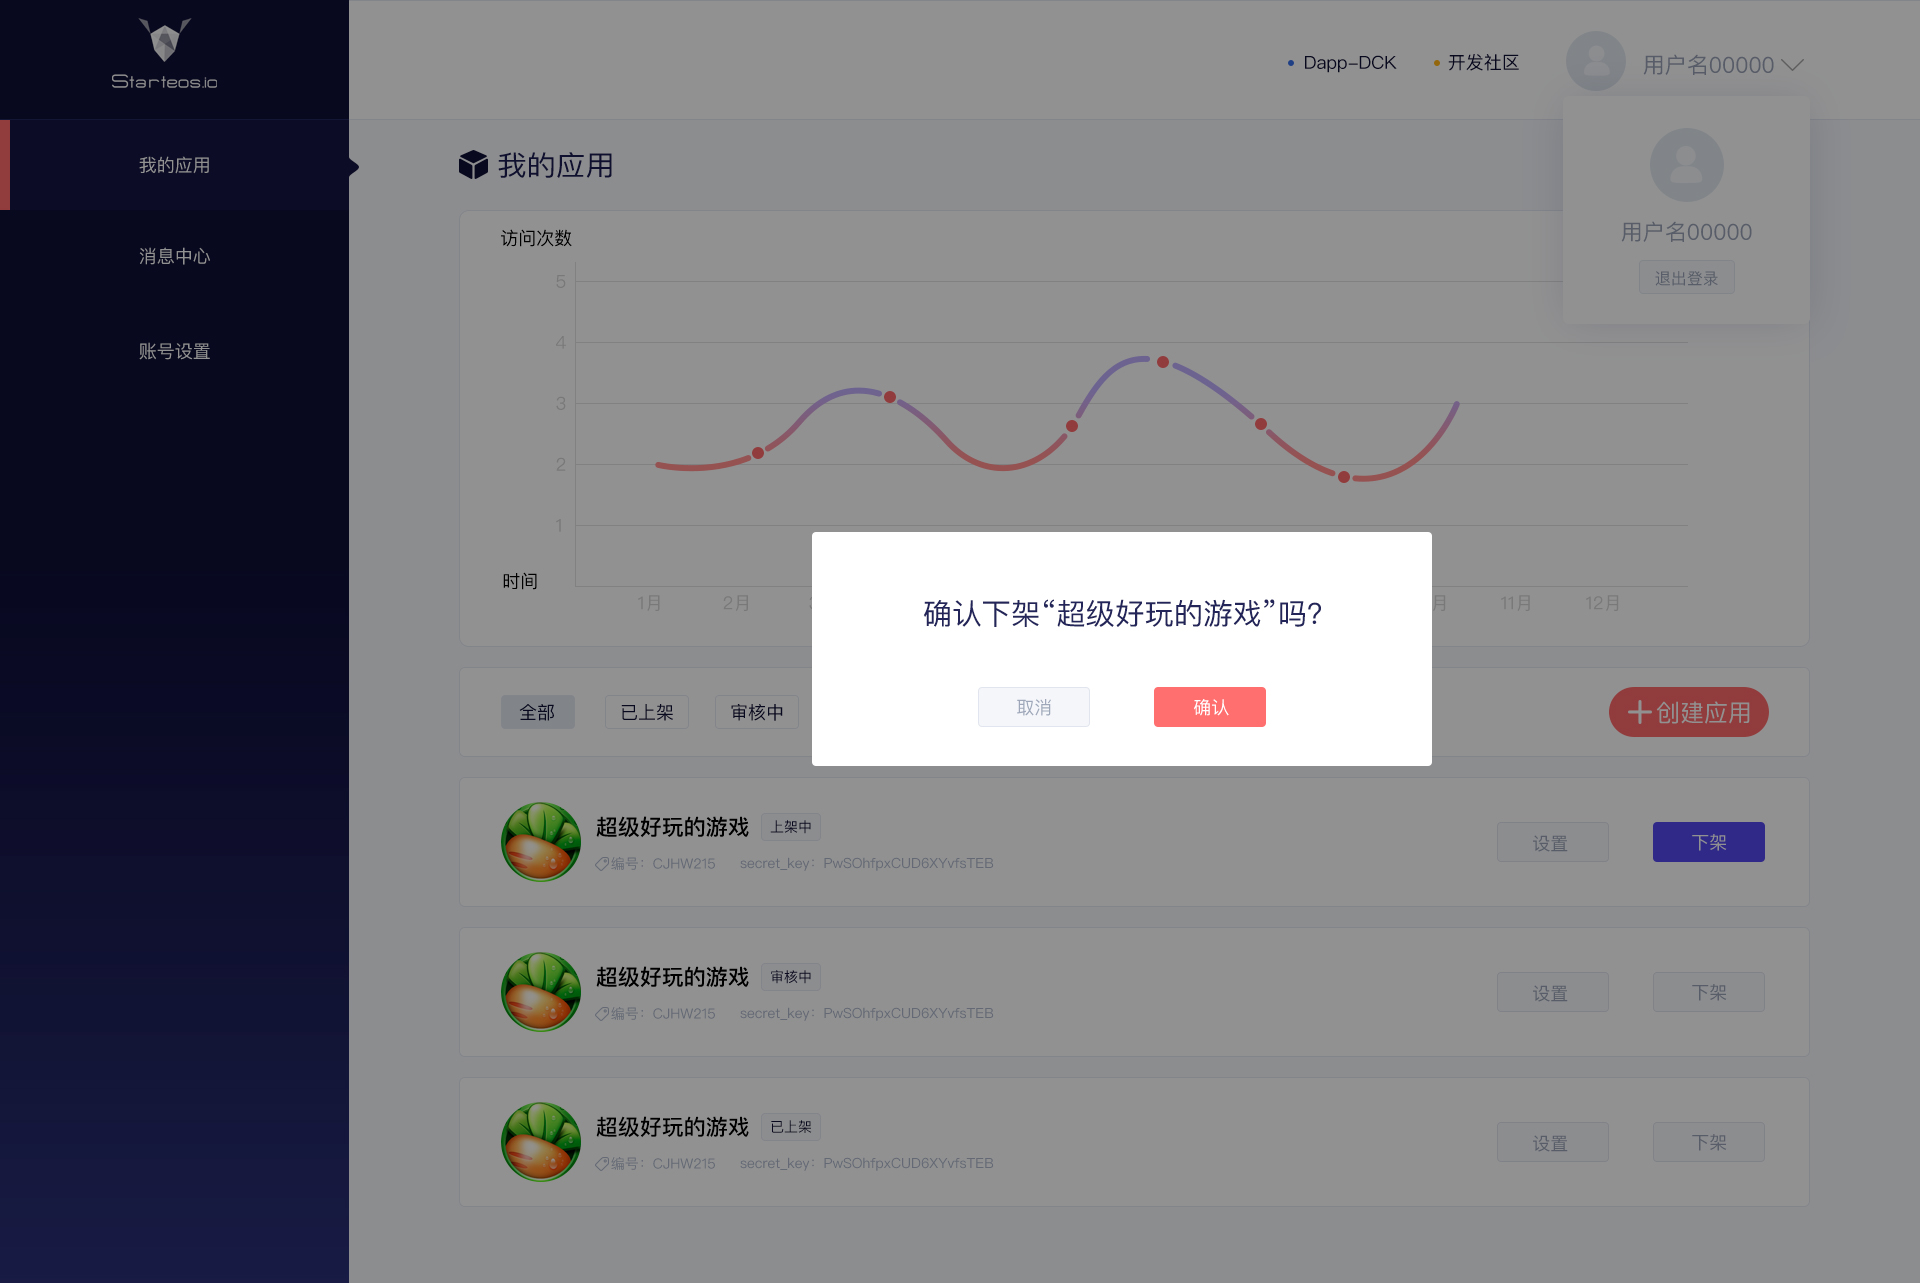 Starteos.io
我的应用
消息中心
账号设置
Dapp-DCK
开发社区
用户名00000
用户名00000
退出登录
我的应用
访问次数
5
4
3
2
1
时间
1月
2月
月
11月
12月
确认下架“超级好玩的游戏”吗?
取消
确认
全部
已上架
审核中
创建应用
超级好玩的游戏
上架中
编号：CJHW215
secret_key：PwSOhfpxCUD6XYvfsTEB
设置
下架
超级好玩的游戏
审核中
编号：CJHW215
secret_key：PwSOhfpxCUD6XYvfsTEB
设置
下架
超级好玩的游戏
已上架
编号：CJHW215
secret_key：PwSOhfpxCUD6XYvfsTEB
设置
下架